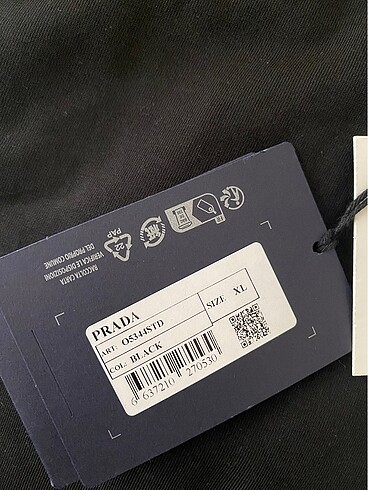 RACCOLTA CARTA
VERIFICA LE DISPOSIZIONI
DEL PROPRIO COMUNE
22
PAP
PRADA
ART: O5344STD
SIZE XL
COL: BLACK
6 637210 270530